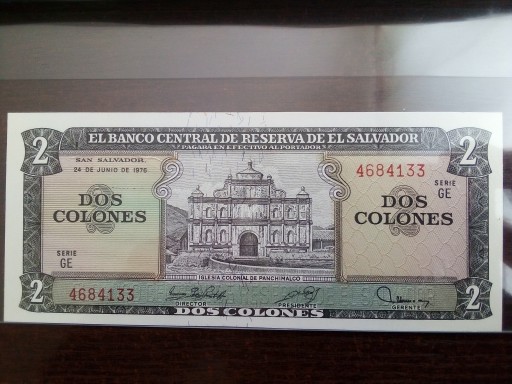 2
EL BANCO CENTRAL DE RESERVA DE EL SALVADOR
2
PAGARÁ EN EFECTIVO AL PORTADOR
SAN SALVADOR,
24 DE JUNIO DE 1976
4684133
SERIE
GE
DOS
COLONES
DOS
COLONES
SERIE
GE
IGLESIA COLONIAL DE PANCHIMALCO
2
4684133
DIRECTOR
PRESIDENTE
GERENTE
2
DOS COLONES